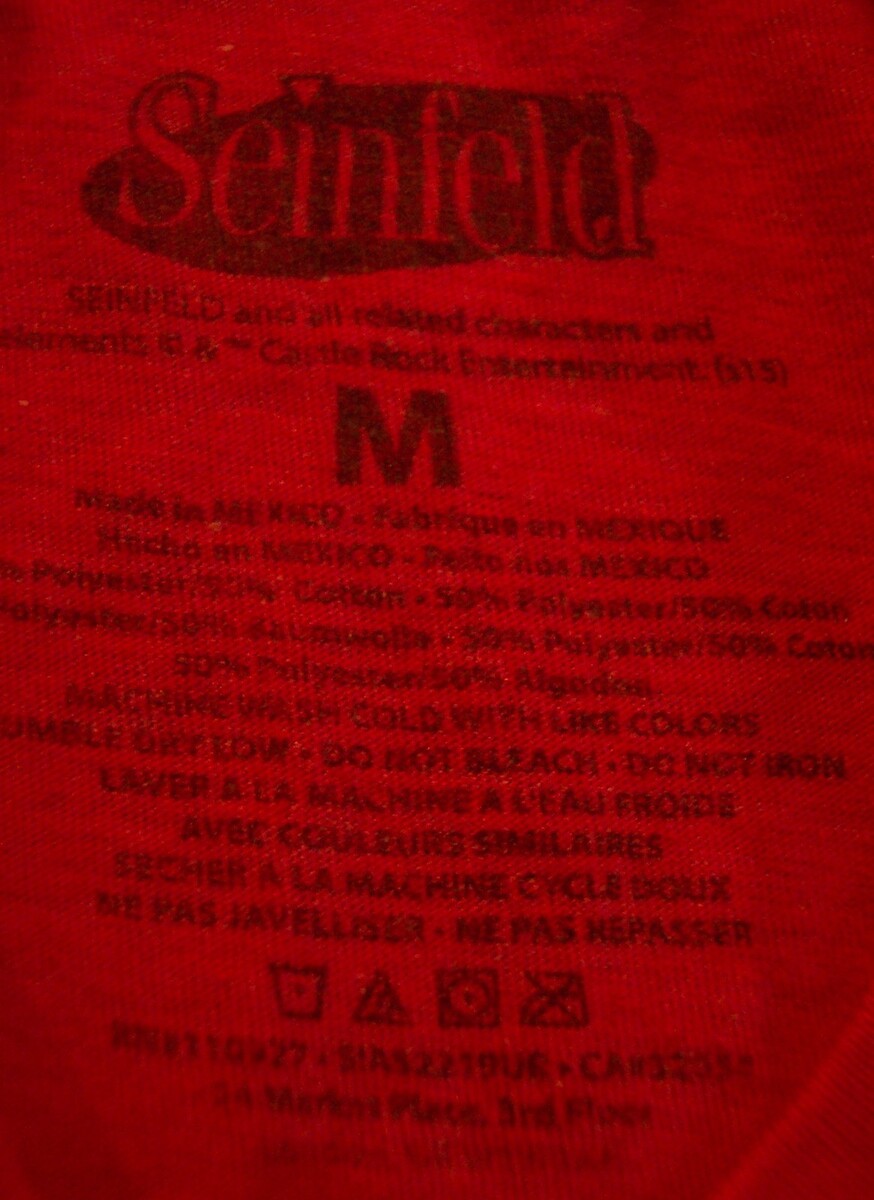 Seinfeld
SEINFELD and all related characters and
elements © & ™ Castle Rock Entertainment. (s15)
M
Made in MEXICO - Fabriqué en MEXIQUE
Hecho en MEXICO - Feito nos MEXICO
% Polyester/50% Cotton - 50% Polyester/50% Coton
Polyester/50% Baumwolle - 50% Polyester/50% Coton
50% Polyester/50% Algodon
MACHINE WASH COLD WITH LIKE COLORS
UMBLE DRY LOW - DO NOT BLEACH - DO NOT IRON
LAVER A LA MACHINE A L'EAU FROIDE
AVEC COULEURS SIMILAIRES
SECHER A LA MACHINE CYCLE DOUX
NE PAS JAVELLISER - NE PAS REPASSER
Market Place, 3rd Floor